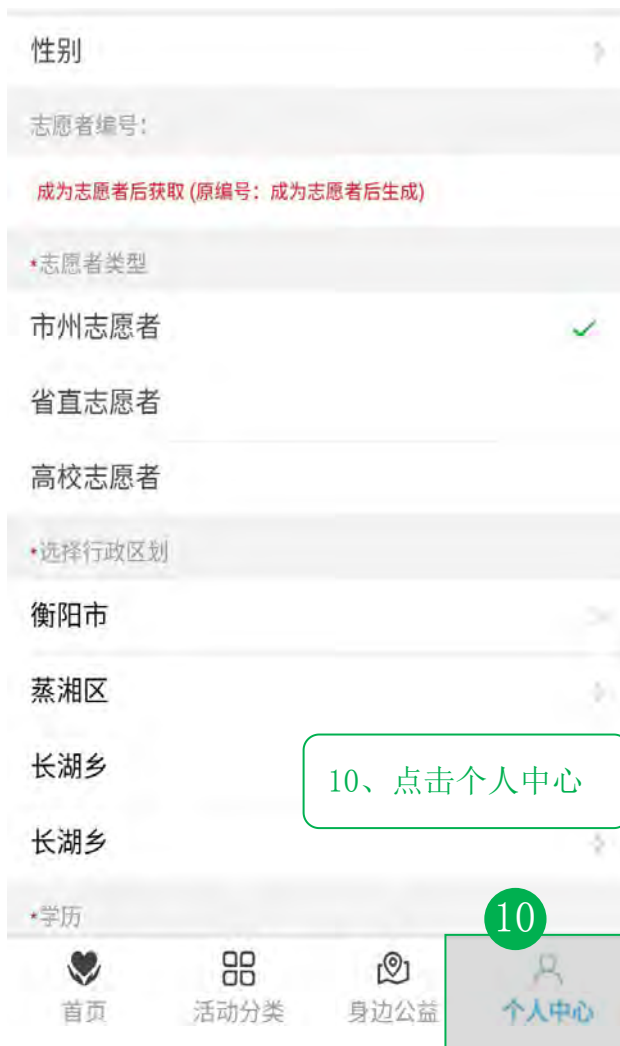 性别
志愿者编号:
成为志愿者后获取 (原编号：成为志愿者后生成)
*志愿者类型
市州志愿者
省直志愿者
高校志愿者
*选择行政区划
衡阳市
蒸湘区
长湖乡
10、点击个人中心
长湖乡
*学历
10
首页 活动分类 身边公益 个人中心